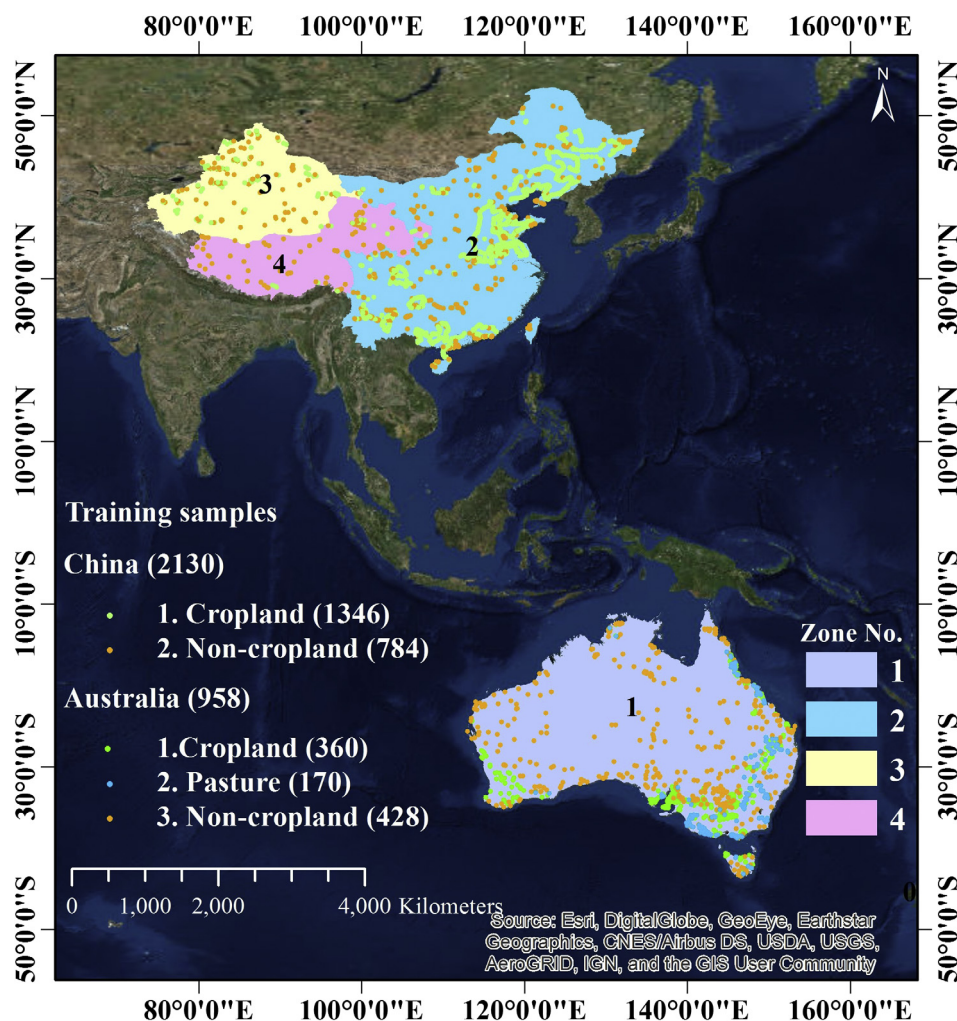 80°0'0"E 100°0'0"E 120°0'0"E 140°0'0"E 160°0'0"E
50°0'0"N
50°0'0"N
N
3
30°0'0"N
2
30°0'0"N
4
10°0'0"N
10°0'0"N
Training samples
China (2130)
1. Cropland (1346)
2. Non-cropland (784)
10°0'0"S
10°0'0"S
Zone No.
1
2
3
4
Australia (958)
1.Cropland (360)
2. Pasture (170)
3. Non-cropland (428)
1
30°0'0"S
30°0'0"S
0 1,000 2,000 4,000 Kilometers
0
Source: Esri, DigitalGlobe, GeoEye, Earthstar
Geographics, CNES/Airbus DS, USDA, USGS,
AeroGRID, IGN, and the GIS User Community
50°0'0"S
50°0'0"S
80°0'0"E 100°0'0"E 120°0'0"E 140°0'0"E 160°0'0"E